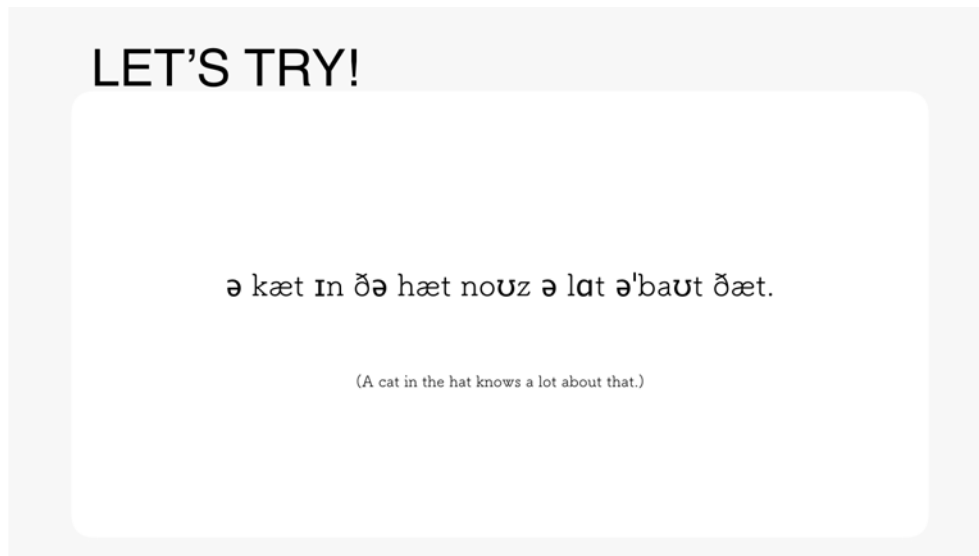 LET’S TRY!
ə kæt ɪn ðə hæt noʊz ə lɑt əˈbaʊt ðæt.
(A cat in the hat knows a lot about that.)